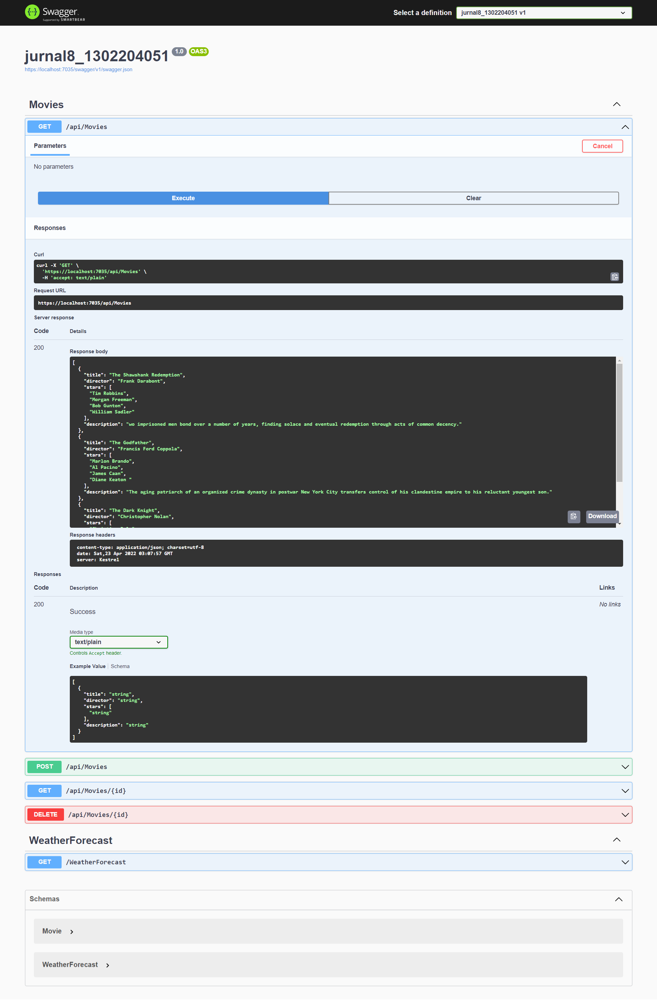 Swagger
Supported by SMARTBEAR
Select a definition
jurnal8_1302204051 v1
jurnal8_1302204051 1.0 OAS3
https://localhost:7035/swagger/v1/swagger.json
Movies
GET /api/Movies
Parameters
Cancel
No parameters
Execute
Clear
Responses
Curl
curl -X 'GET' \
  'https://localhost:7035/api/Movies' \
  -H 'accept: text/plain'
Request URL
https://localhost:7035/api/Movies
Server response
Code Details
200
Response body
[
  {
    "title": "The Shawshank Redemption",
    "director": "Frank Darabont",
    "stars": [
      "Tim Robbins",
      "Morgan Freeman",
      "Bob Gunton",
      "William Sadler"
    ],
    "description": "wo imprisoned men bond over a number of years, finding solace and eventual redemption through acts of common decency."
  },
  {
    "title": "The Godfather",
    "director": "Francis Ford Coppola",
    "stars": [
      "Marlon Brando",
      "Al Pacino",
      "James Caan",
      "Diane Keaton "
    ],
    "description": "The aging patriarch of an organized crime dynasty in postwar New York City transfers control of his clandestine empire to his reluctant youngest son."
  },
  {
    "title": "The Dark Knight",
    "director": "Christopher Nolan",
    "stars": [
Download
Response headers
content-type: application/json; charset=utf-8
date: Sat,23 Apr 2022 03:07:57 GMT
server: Kestrel
Responses
Code Description Links
200
Success
No links
Media type
text/plain
Controls Accept header.
Example Value Schema
[
  {
    "title": "string",
    "director": "string",
    "stars": [
      "string"
    ],
    "description": "string"
  }
]
POST /api/Movies
GET /api/Movies/{id}
DELETE /api/Movies/{id}
WeatherForecast
GET /WeatherForecast
Schemas
Movie
WeatherForecast